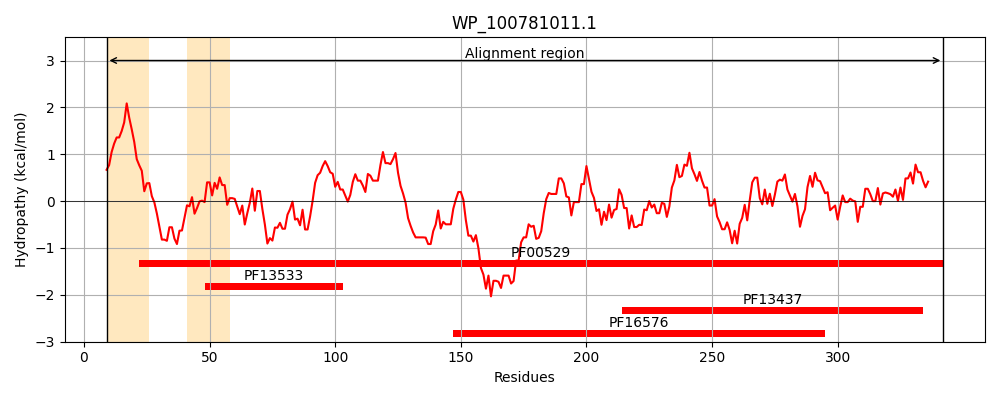 WP_100781011.1
Hydropathy (kcal/mol)
3
2
1
0
−1
−2
−3
Alignment region
PF00529
PF13533
PF13437
PF16576
0
50
100
150
200
250
300
Residues